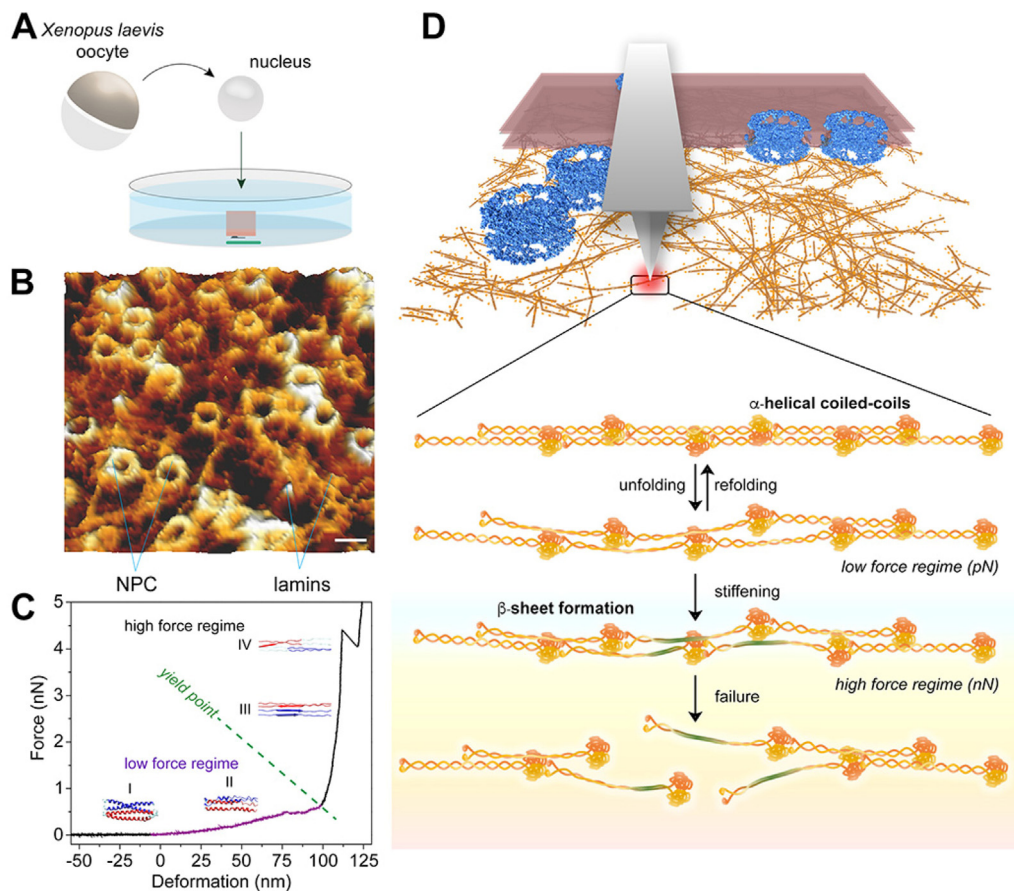 A
Xenopus laevis
oocyte
nucleus
B
NPC
lamins
C
5
4
3
2
1
0
Force (nN)
high force regime
IV
yield point
III
low force regime
I
II
-50
-25
0
25
50
75
100
125
Deformation (nm)
D
α-helical coiled-coils
unfolding
refolding
low force regime (pN)
stiffening
β-sheet formation
high force regime (nN)
failure